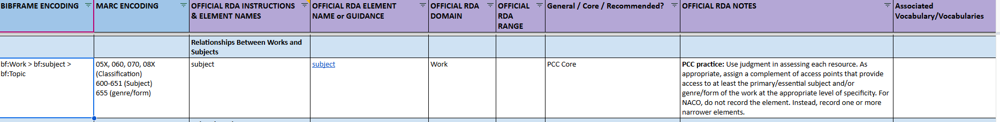 BIBFRAME ENCODING
MARC ENCODING
OFFICIAL RDA INSTRUCTIONS
& ELEMENT NAMES
OFFICIAL RDA ELEMENT
NAME or GUIDANCE
OFFICIAL RDA
DOMAIN
OFFICIAL
RDA
RANGE
General / Core / Recommended?
OFFICIAL RDA NOTES
Associated
Vocabulary/Vocabularies
Relationships Between Works and
Subjects
bf:Work > bf:subject >
bf:Topic
05X, 060, 070, 08X
(Classification)
600-651 (Subject)
655 (genre/form)
subject
subject
Work
PCC Core
PCC practice: Use judgment in assessing each resource. As
appropriate, assign a complement of access points that provide
access to at least the primary/essential subject and/or
genre/form of the work at the appropriate level of specificity. For
NACO, do not record the element. Instead, record one or more
narrower elements.